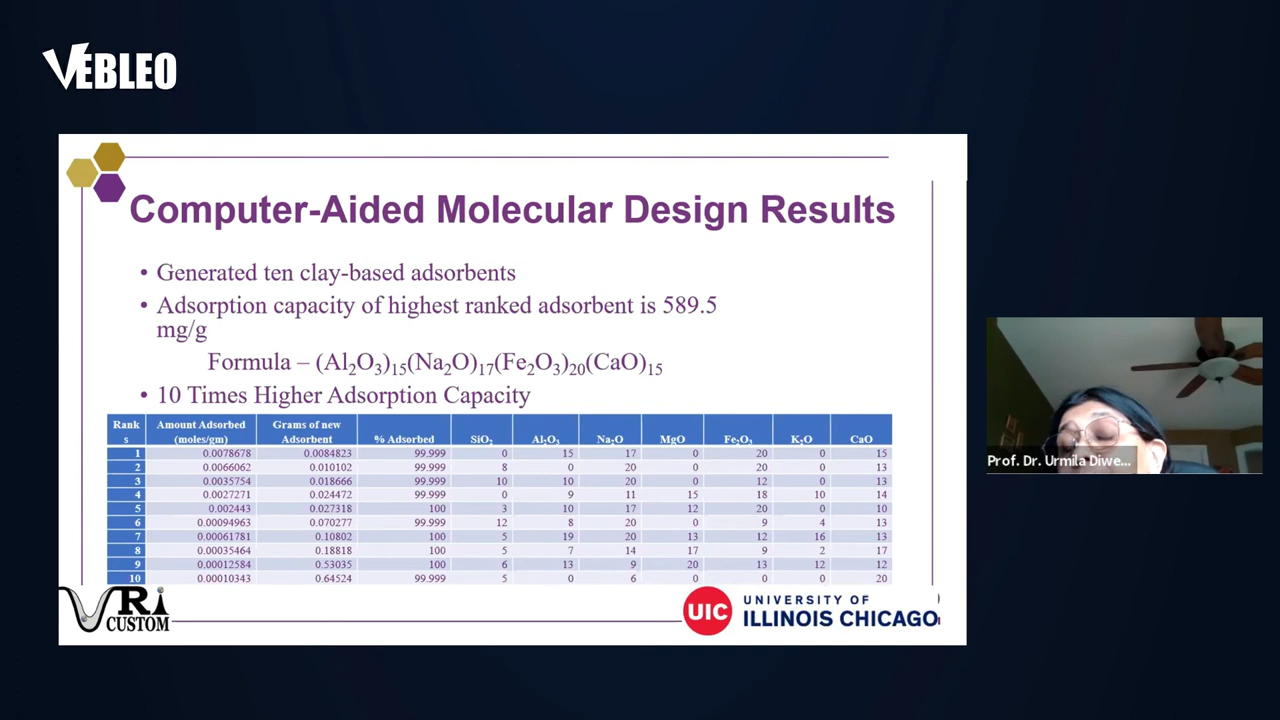 VEBLEO
Computer-Aided Molecular Design Results
• Generated ten clay-based adsorbents
• Adsorption capacity of highest ranked adsorbent is 589.5
mg/g
Formula – (Al₂O₃)₁₅(Na₂O)₁₇(Fe₂O₃)₂₀(CaO)₁₅
• 10 Times Higher Adsorption Capacity
Rank Amount Adsorbed Grams of new
s (moles/gm) Adsorbent % Adsorbed SiO₂ Al₂O₃ Na₂O MgO Fe₂O₃ K₂O CaO
1 0.0078678 0.0084823 99.999 0 15 17 0 20 0 15
2 0.0066062 0.010102 99.999 8 0 20 0 20 0 13
3 0.0035754 0.018666 99.999 10 10 20 0 12 0 13
4 0.0027271 0.024472 99.999 0 9 11 15 18 10 14
5 0.002443 0.027318 100 3 10 17 12 20 0 10
6 0.00094963 0.070277 99.999 12 8 20 0 9 4 13
7 0.00061781 0.10802 100 5 19 20 13 12 16 13
8 0.00035464 0.18818 100 5 7 14 17 9 2 17
9 0.00012584 0.53035 100 6 13 9 20 13 12 12
10 0.00010343 0.64524 99.999 5 0 6 0 0 0 20
VRi
CUSTOM
UIC
UNIVERSITY OF
ILLINOIS CHICAGO
Prof. Dr. Urmila Diwe...